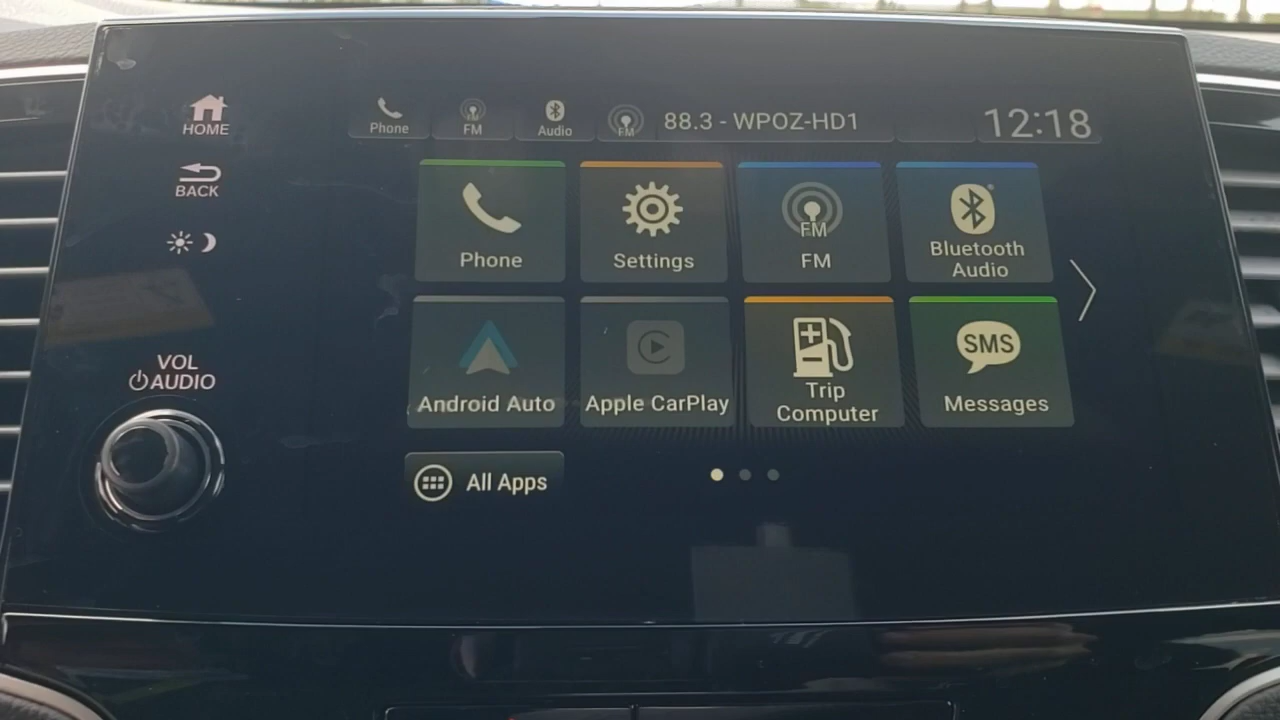 HOME
BACK
VOL
AUDIO
Phone
FM
Audio
FM
88.3 - WPOZ-HD1
12:18
Phone
Settings
FM
FM
Bluetooth
Audio
Android Auto
Apple CarPlay
Trip
Computer
SMS
Messages
All Apps